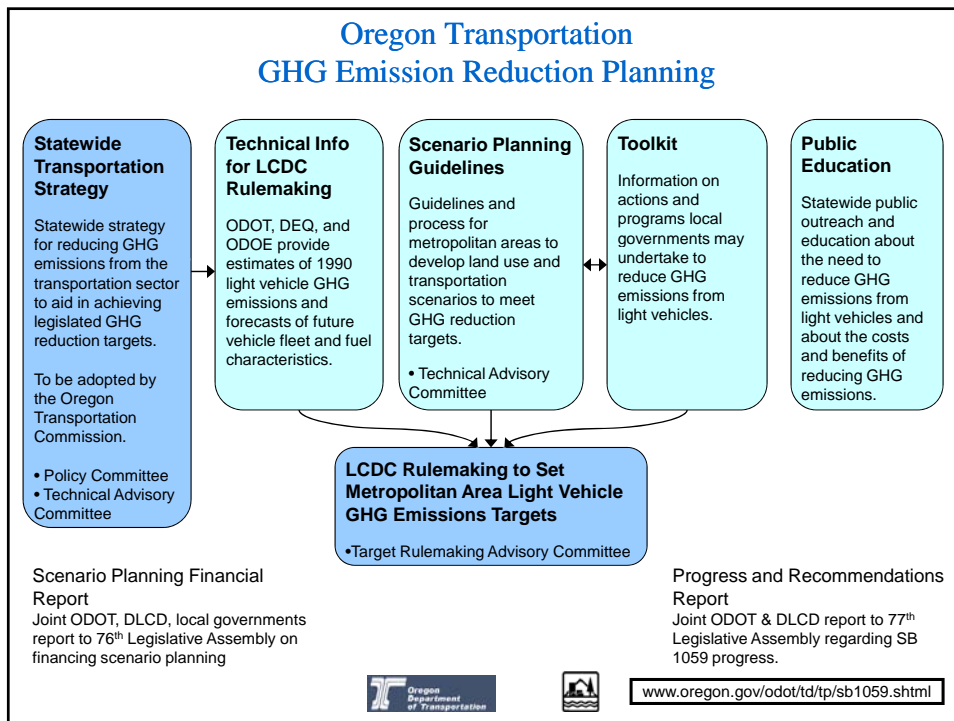 Oregon Transportation
GHG Emission Reduction Planning
Statewide
Transportation
Strategy
Statewide strategy
for reducing GHG
emissions from the
transportation sector
to aid in achieving
legislated GHG
reduction targets.
To be adopted by
the Oregon
Transportation
Commission.
• Policy Committee
• Technical Advisory
Committee
Technical Info
for LCDC
Rulemaking
ODOT, DEQ, and
ODOE provide
estimates of 1990
light vehicle GHG
emissions and
forecasts of future
vehicle fleet and fuel
characteristics.
Scenario Planning
Guidelines
Guidelines and
process for
metropolitan areas to
develop land use and
transportation
scenarios to meet
GHG reduction
targets.
• Technical Advisory
Committee
Toolkit
Information on
actions and
programs local
governments may
undertake to
reduce GHG
emissions from
light vehicles.
Public
Education
Statewide public
outreach and
education about
the need to
reduce GHG
emissions from
light vehicles and
about the costs
and benefits of
reducing GHG
emissions.
LCDC Rulemaking to Set
Metropolitan Area Light Vehicle
GHG Emissions Targets
•Target Rulemaking Advisory Committee
Scenario Planning Financial
Report
Joint ODOT, DLCD, local governments
report to 76th Legislative Assembly on
financing scenario planning
Progress and Recommendations
Report
Joint ODOT & DLCD report to 77th
Legislative Assembly regarding SB
1059 progress.
Oregon
Department
of Transportation
www.oregon.gov/odot/td/tp/sb1059.shtml